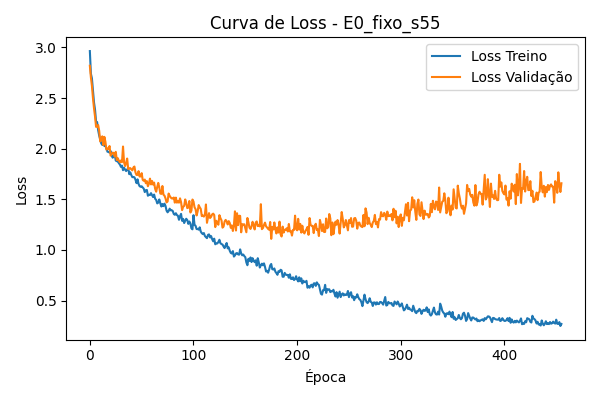 Curva de Loss - E0_fixo_s55
Loss Treino
Loss Validação
3.0
2.5
2.0
1.5
1.0
0.5
Loss
0 100 200 300 400
Época